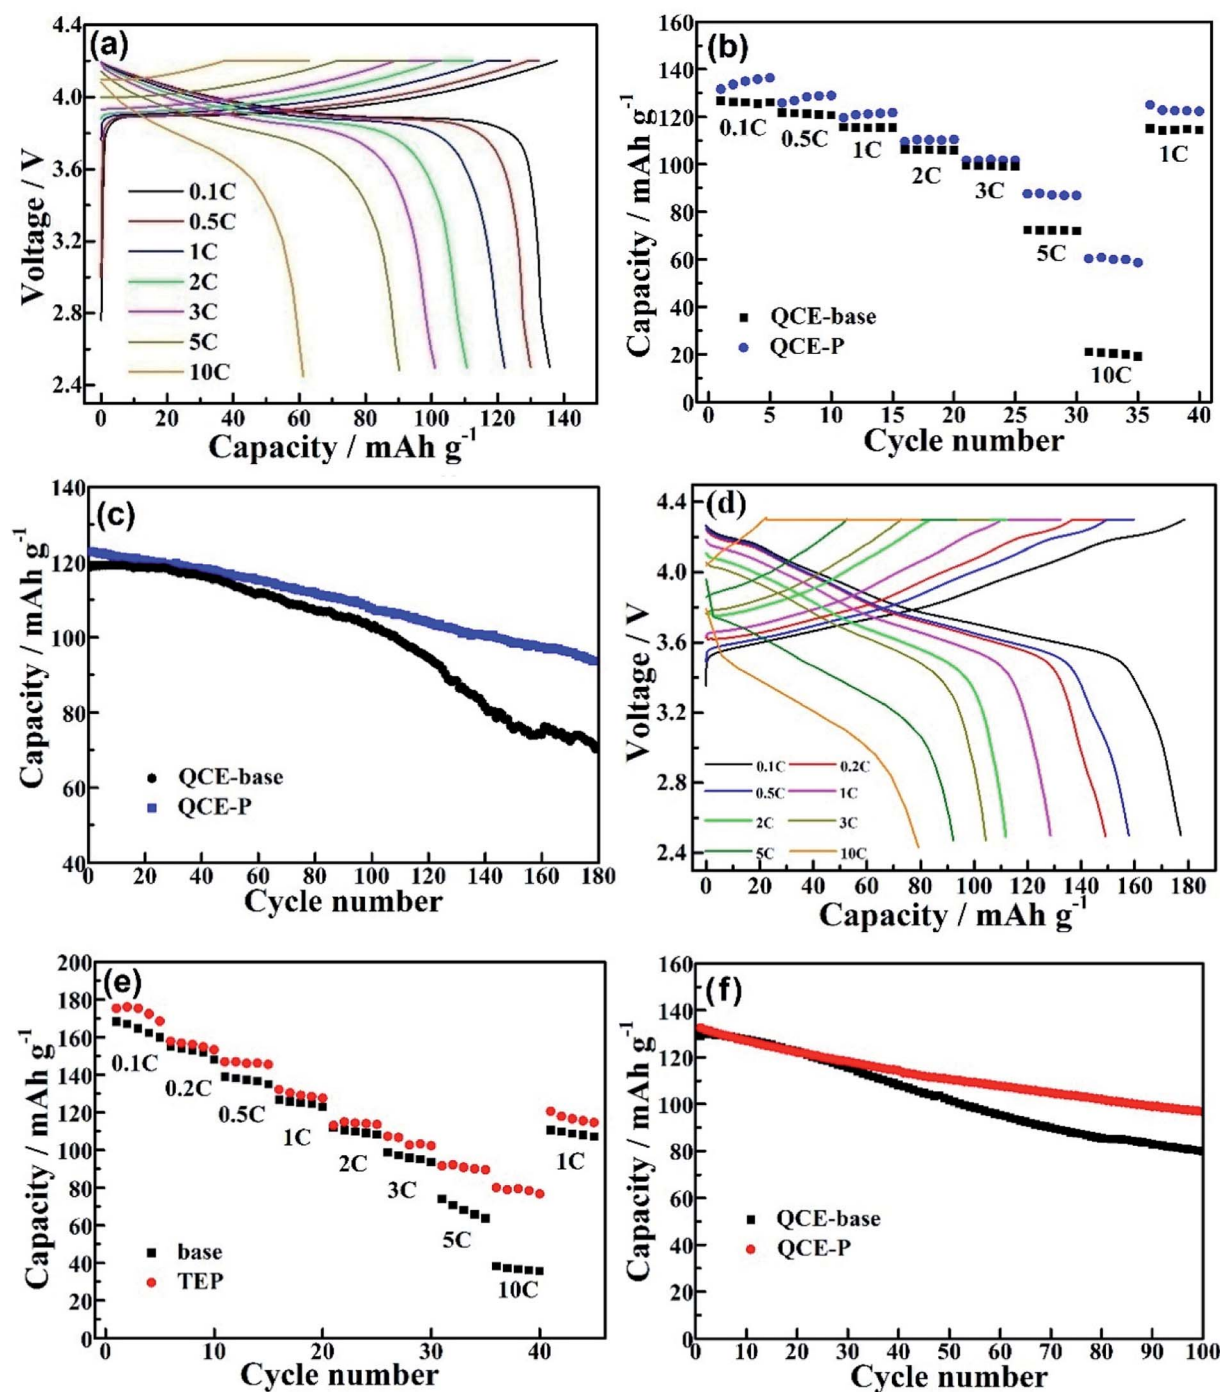 (a)
4.4
4.0
3.6
3.2
2.8
2.4
Voltage / V
0.1C
0.5C
1C
2C
3C
5C
10C
0 20 40 60 80 100 120 140
Capacity / mAh g-1
(b)
160
140
120
100
80
60
40
20
0
Capacity / mAh g-1
0.1C
0.5C
1C
2C
3C
5C
10C
1C
QCE-base
QCE-P
0 5 10 15 20 25 30 35 40
Cycle number
(c)
140
120
100
80
60
40
Capacity / mAh g-1
QCE-base
QCE-P
0 20 40 60 80 100 120 140 160 180
Cycle number
(d)
4.4
4.0
3.6
3.2
2.8
2.4
Voltage / V
0.1C 0.2C
0.5C 1C
2C 3C
5C 10C
0 20 40 60 80 100 120 140 160 180
Capacity / mAh g-1
(e)
200
180
160
140
120
100
80
60
40
20
0
Capacity / mAh g-1
0.1C
0.2C
0.5C
1C
2C
3C
5C
10C
1C
base
TEP
0 10 20 30 40
Cycle number
(f)
160
140
120
100
80
60
40
20
0
Capacity / mAh g-1
QCE-base
QCE-P
0 10 20 30 40 50 60 70 80 90 100
Cycle number